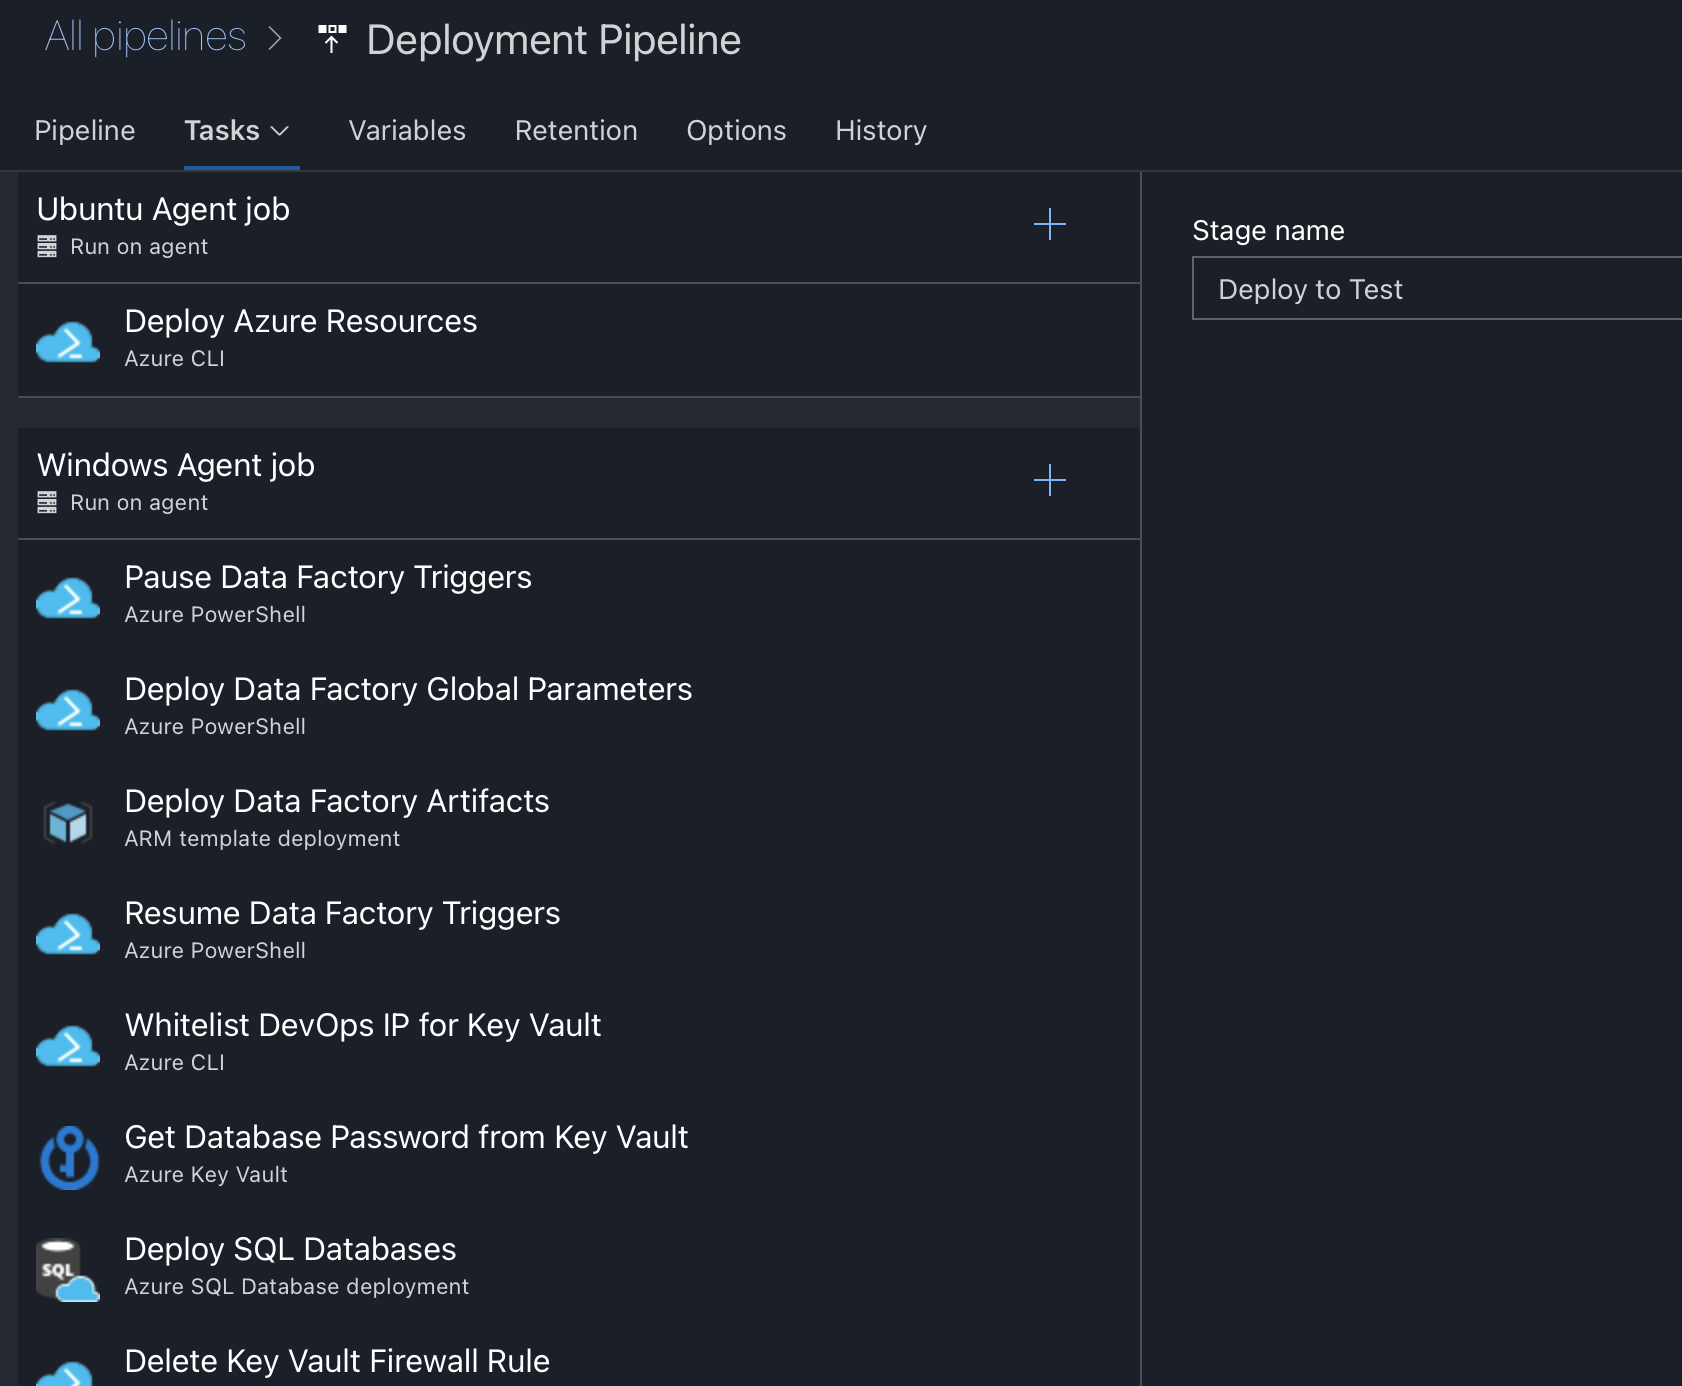 All pipelines > Deployment Pipeline
Pipeline Tasks Variables Retention Options History
Ubuntu Agent job
Run on agent
Deploy Azure Resources
Azure CLI
Windows Agent job
Run on agent
Pause Data Factory Triggers
Azure PowerShell
Deploy Data Factory Global Parameters
Azure PowerShell
Deploy Data Factory Artifacts
ARM template deployment
Resume Data Factory Triggers
Azure PowerShell
Whitelist DevOps IP for Key Vault
Azure CLI
Get Database Password from Key Vault
Azure Key Vault
SQL
Deploy SQL Databases
Azure SQL Database deployment
Delete Key Vault Firewall Rule
Stage name
Deploy to Test